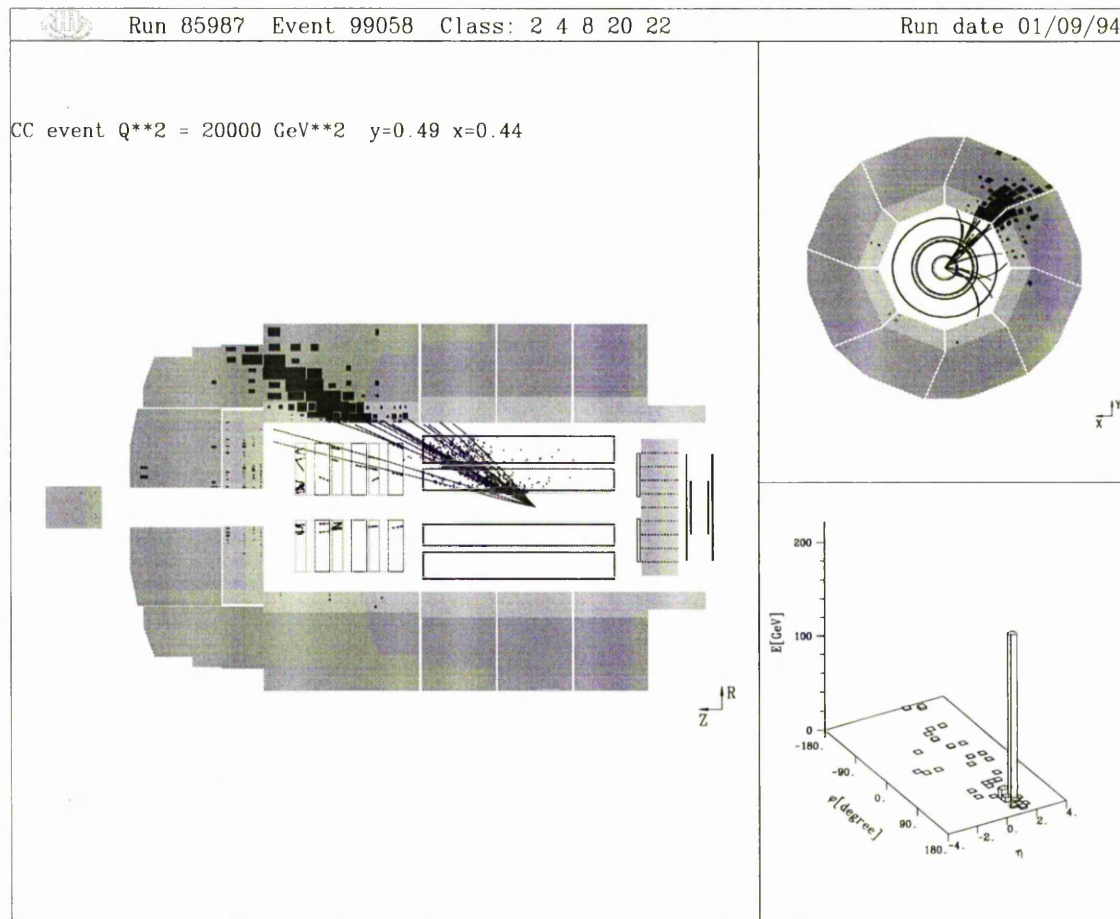 Run 85987 Event 99058 Class: 2 4 8 20 22 Run date 01/09/94
CC event Q**2 = 20000 GeV**2 y=0.49 x=0.44
Y
X
R
Z
E[GeV]
200
100
0
-180.
-90.
0.
90.
180.
φ[degree]
-4.
-2.
0.
2.
4.
η